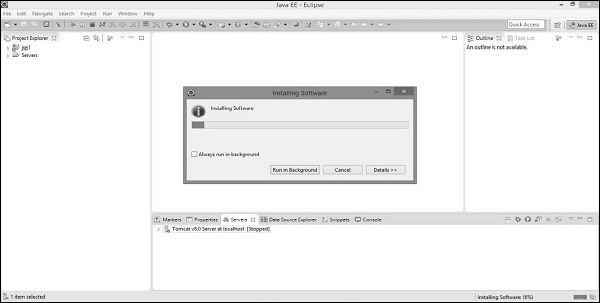 Java EE - Eclipse
File Edit Navigate Search Project Run Window Help
Quick Access
Java EE
Project Explorer
jsp1
Servers
Outline Task List
An outline is not available.
Installing Software
Installing Software
Always run in background
Run in Background Cancel Details >>
Markers Properties Servers Data Source Explorer Snippets Console
Tomcat v8.0 Server at localhost [Stopped]
1 item selected
Installing Software: (6%)